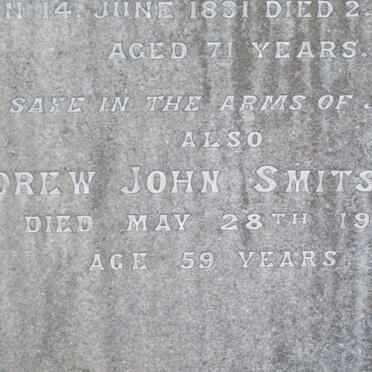 N 14. JUNE 1831 DIED 2.
AGED 71 YEARS.
SAFE IN THE ARMS OF J
ALSO
DREW JOHN SMITS
DIED MAY 28TH 19
AGE 59 YEARS